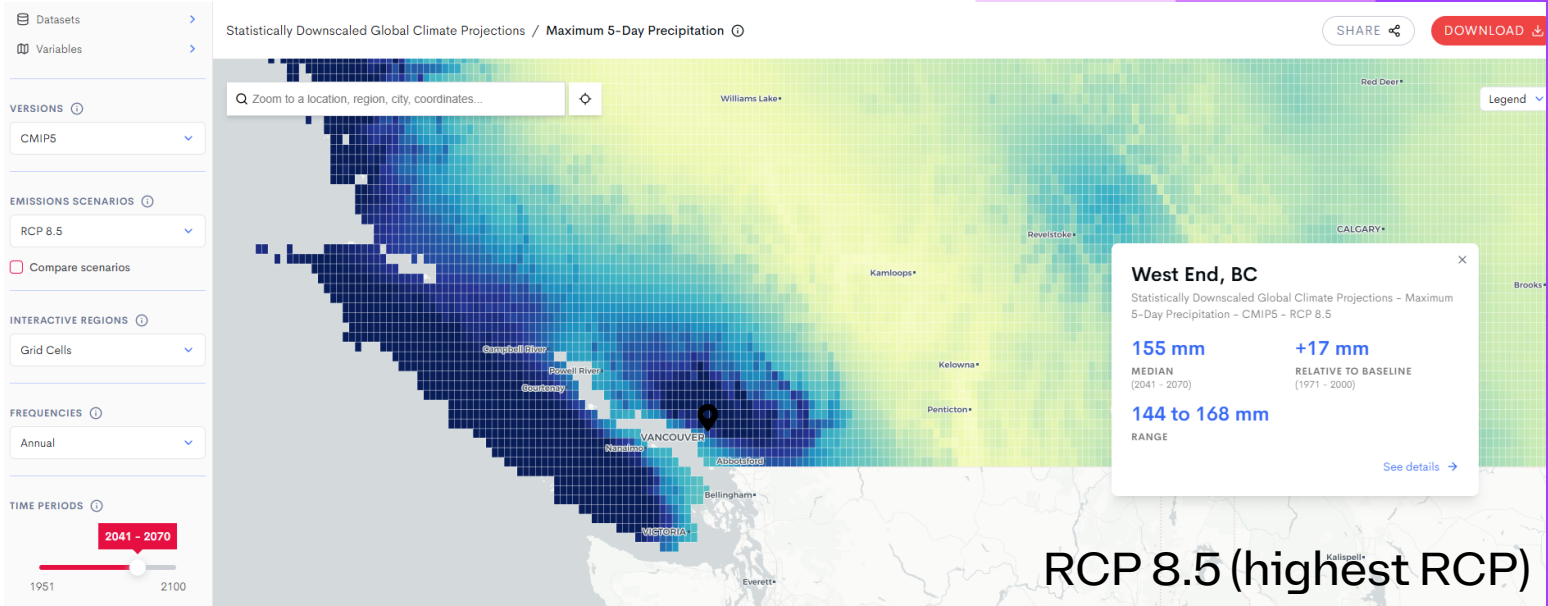 Datasets
Variables
VERSIONS
CMIP5
EMISSIONS SCENARIOS
RCP 8.5
Compare scenarios
INTERACTIVE REGIONS
Grid Cells
FREQUENCIES
Annual
TIME PERIODS
2041 - 2070
1951
2100
Statistically Downscaled Global Climate Projections / Maximum 5-Day Precipitation
SHARE
DOWNLOAD
Zoom to a location, region, city, coordinates...
Legend
Williams Lake
Red Deer
Revelstoke
CALGARY
Kamloops
Brooks
Campbell River
Powell River
Courtenay
Kelowna
Penticton
VANCOUVER
Nanaimo
Abbotsford
Bellingham
VICTORIA
Everett
Kalispell
West End, BC
Statistically Downscaled Global Climate Projections - Maximum
5-Day Precipitation - CMIP5 - RCP 8.5
155 mm
MEDIAN
(2041 - 2070)
+17 mm
RELATIVE TO BASELINE
(1971 - 2000)
144 to 168 mm
RANGE
See details
RCP 8.5 (highest RCP)